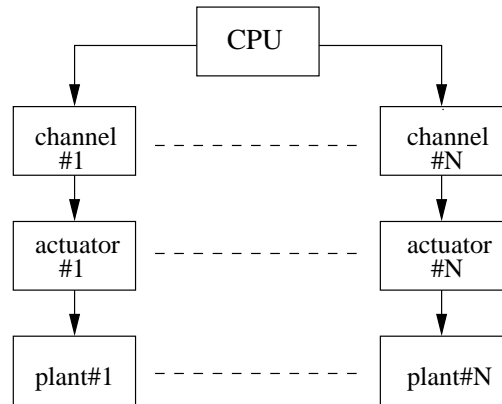 CPU
channel
#1
channel
#N
actuator
#1
actuator
#N
plant#1
plant#N